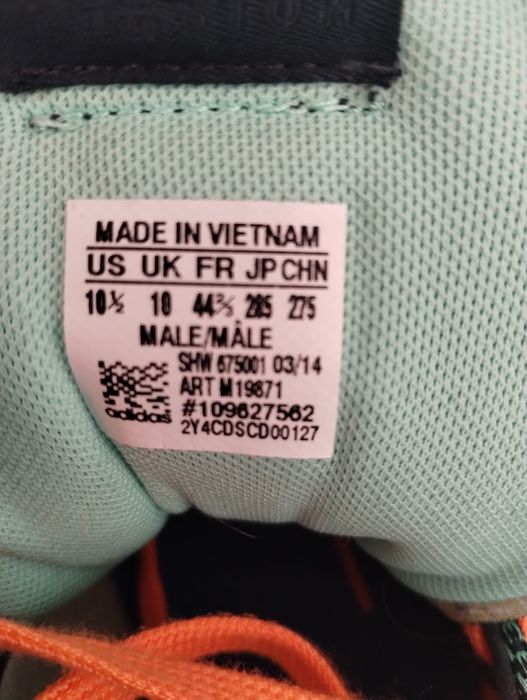 MADE IN VIETNAM
US UK FR JP CHN
10½ 10 44⅔ 285 275
MALE/MÂLE
SHW 675001 03/14
ART M19871
#109627562
2Y4CDSCD00127
adidas